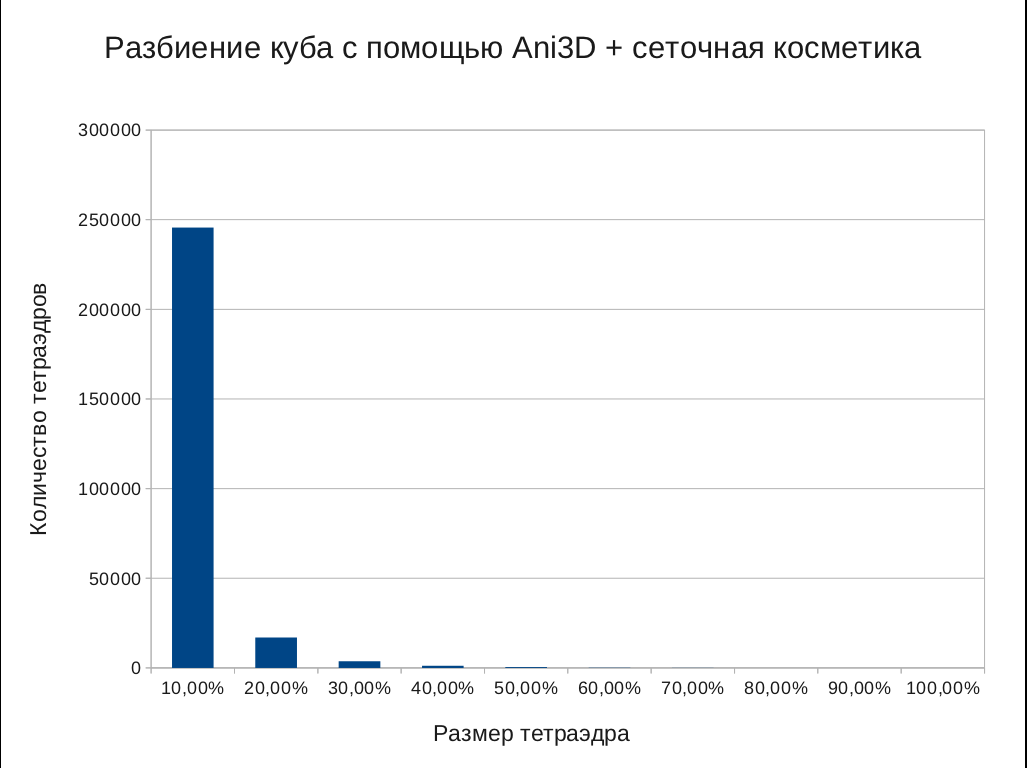 Разбиение куба с помощью Ani3D + сеточная косметика
300000
250000
200000
150000
100000
50000
0
Количество тетраэдров
10,00% 20,00% 30,00% 40,00% 50,00% 60,00% 70,00% 80,00% 90,00% 100,00%
Размер тетраэдра